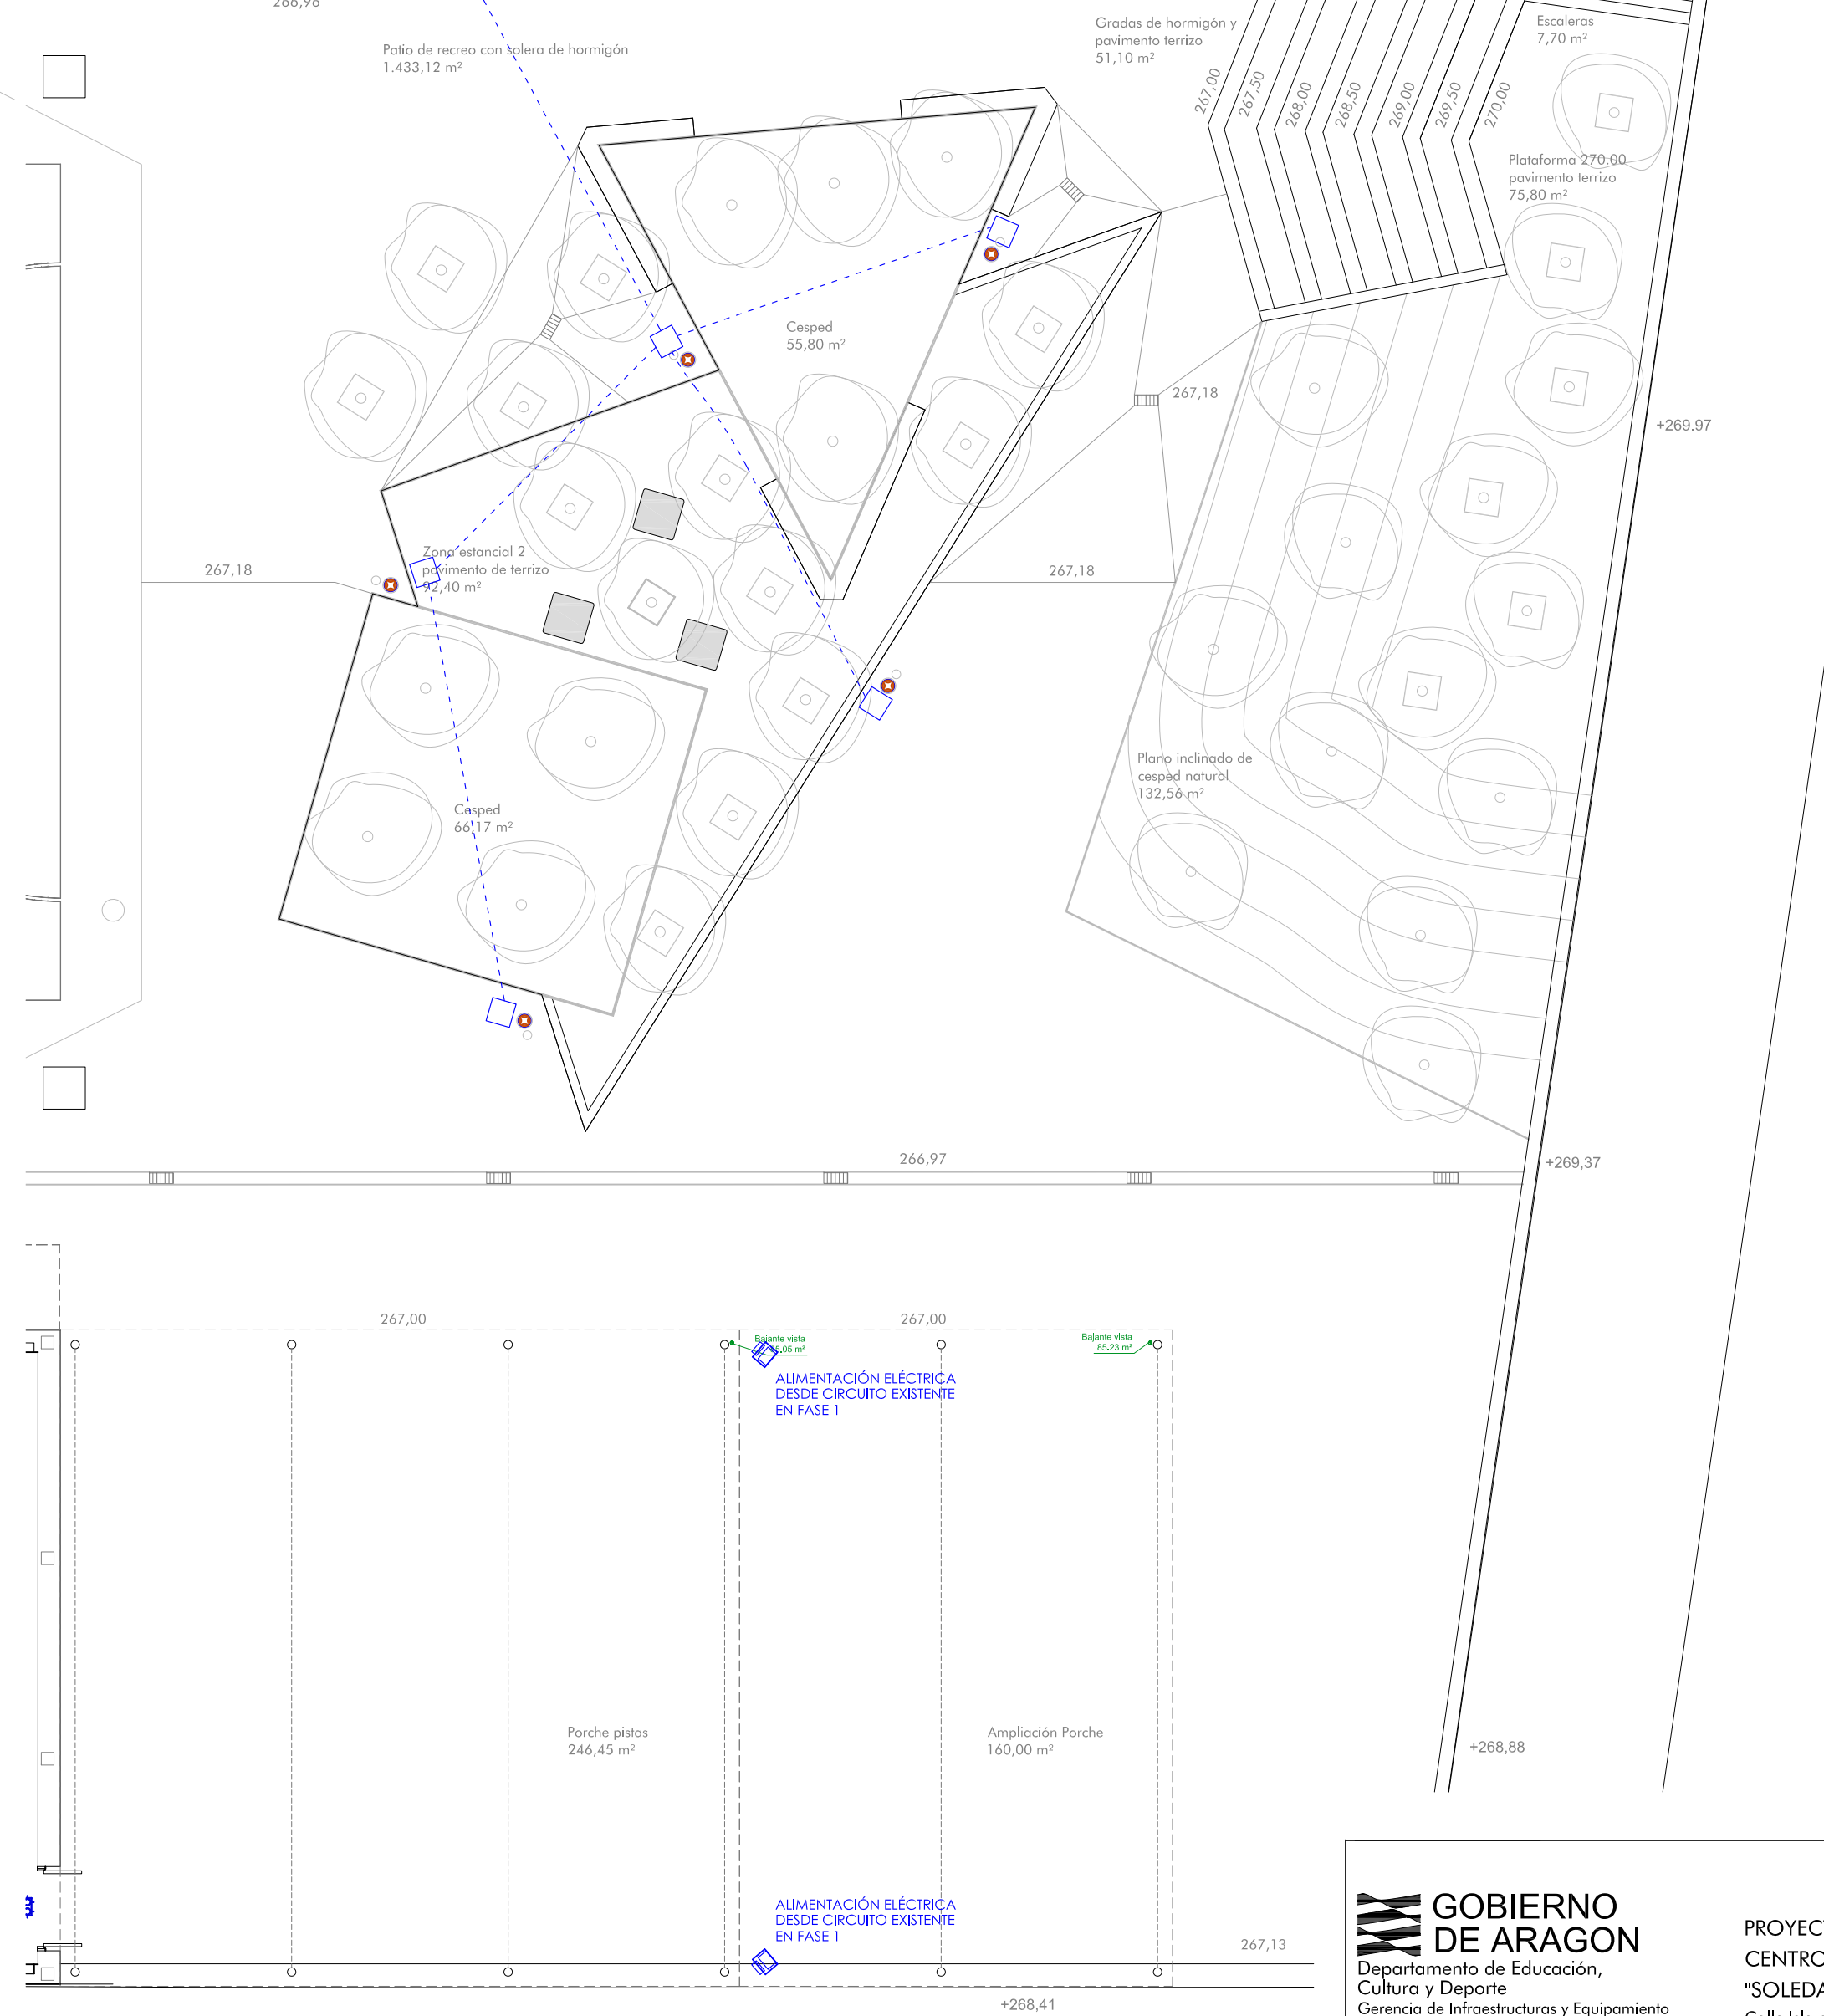 266,98
Patio de recreo con solera de hormigón
1.433,12 m²
Gradas de hormigón y
pavimento terrizo
51,10 m²
Escaleras
7,70 m²
267,00
267,50
268,00
268,50
269,00
269,50
270,00
Plataforma 270.00
pavimento terrizo
75,80 m²
Cesped
55,80 m²
267,18
+269.97
Zona estancial 2
pavimento de terrizo
92,40 m²
267,18
267,18
Plano inclinado de
cesped natural
132,56 m²
Cesped
66,17 m²
266,97
+269,37
267,00
267,00
Bajante vista
85.05 m²
Bajante vista
85.23 m²
ALIMENTACIÓN ELÉCTRICA
DESDE CIRCUITO EXISTENTE
EN FASE 1
Porche pistas
246,45 m²
Ampliación Porche
160,00 m²
+268,88
ALIMENTACIÓN ELÉCTRICA
DESDE CIRCUITO EXISTENTE
EN FASE 1
267,13
+268,41
GOBIERNO
DE ARAGON
Departamento de Educación,
Cultura y Deporte
Gerencia de Infraestructuras y Equipamiento
PROYEC
CENTRO
"SOLEDA